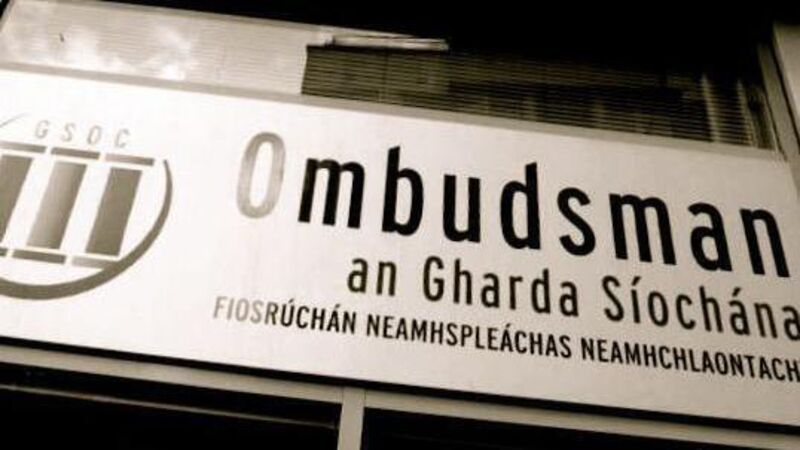 GSOC
Ombudsman
an Gharda Síochána
FIOSRÚCHÁN NEAMHSPLEÁCHAS NEAMHCHLAONTACH